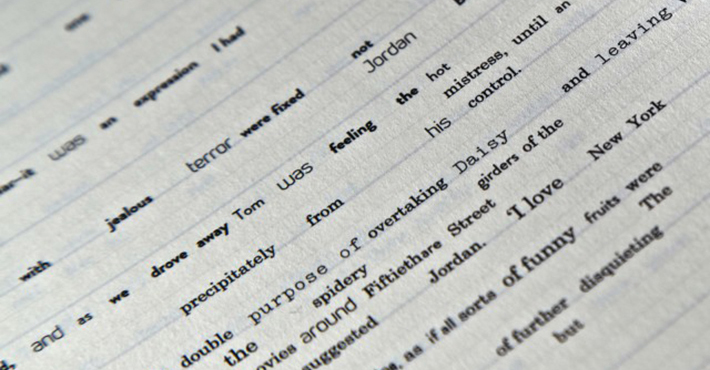 one
was an expression I had
jealous terror were fixed not
with Jordan
and as we drove away Tom was feeling the hot
mistress, until an
precipitately from his control.
double purpose of overtaking Daisy and leaving
the spidery girders of the
around Fiftiethare Street
suggested Jordan. 'I love New York
as if all sorts of funny fruits were
The
of further disquieting
but